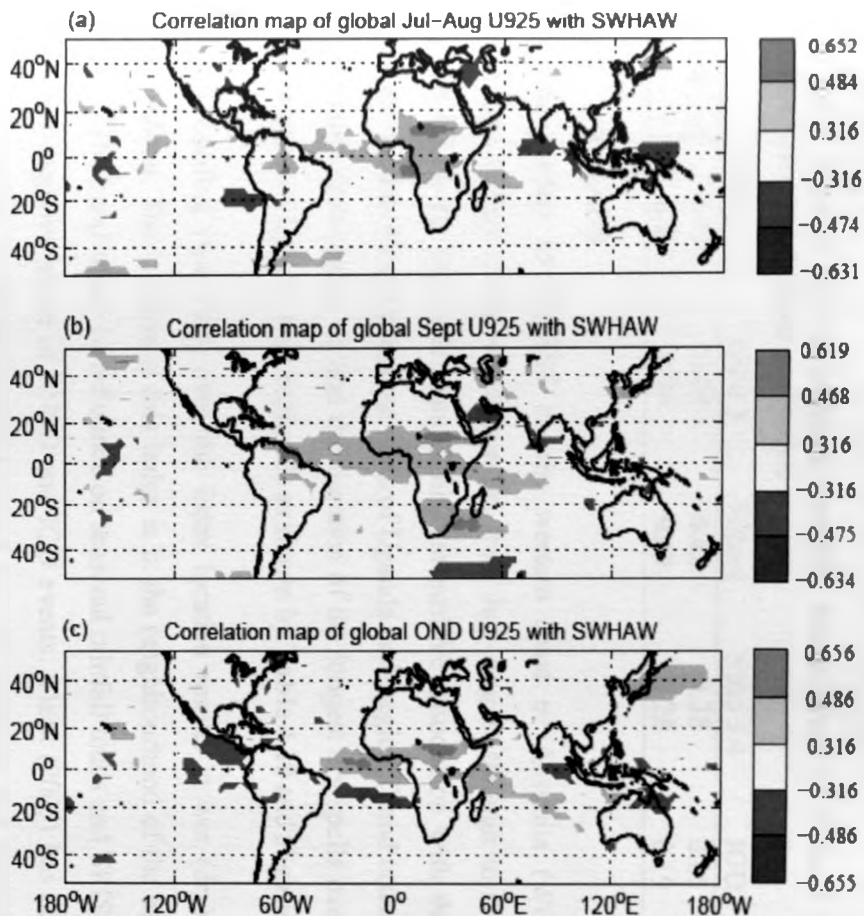 (a) Correlation map of global Jul-Aug U925 with SWHAW
40°N
20°N
0°
20°S
40°S
0.652
0.484
0.316
-0.316
-0.474
-0.631
(b) Correlation map of global Sept U925 with SWHAW
40°N
20°N
0°
20°S
40°S
0.619
0.468
0.316
-0.316
-0.475
-0.634
(c) Correlation map of global OND U925 with SWHAW
40°N
20°N
0°
20°S
40°S
0.656
0.486
0.316
-0.316
-0.486
-0.655
180°W 120°W 60°W 0° 60°E 120°E 180°E